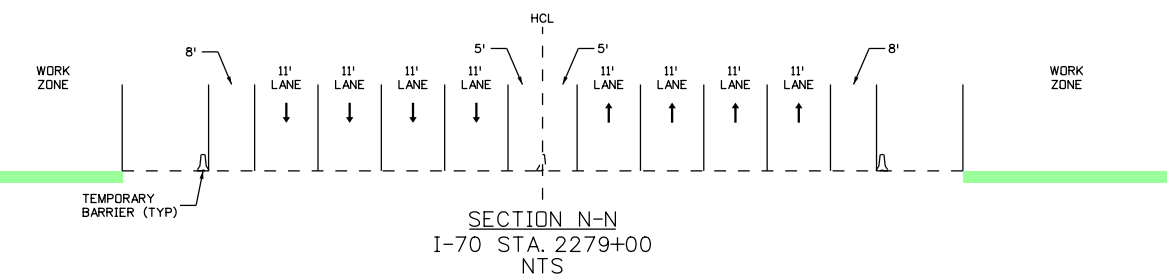 HCL
8'
5'
5'
8'
WORK
ZONE
11'
LANE
11'
LANE
11'
LANE
11'
LANE
11'
LANE
11'
LANE
11'
LANE
11'
LANE
WORK
ZONE
TEMPORARY
BARRIER (TYP)
SECTION N-N
I-70 STA. 2279+00
NTS